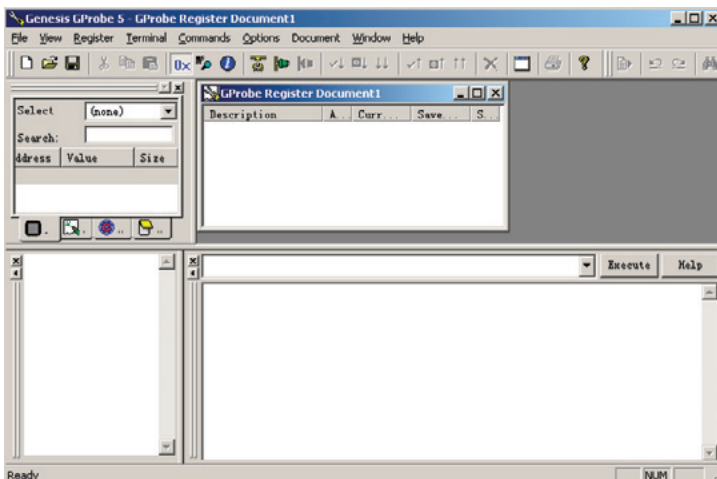 Genesis GProbe 5 - GProbe Register Document1
File View Register Terminal Commands Options Document Window Help
0x
Select (none)
Search:
ddress Value Size
GProbe Register Document1
Description A... Curr... Save... S...
Execute Help
Ready NUM